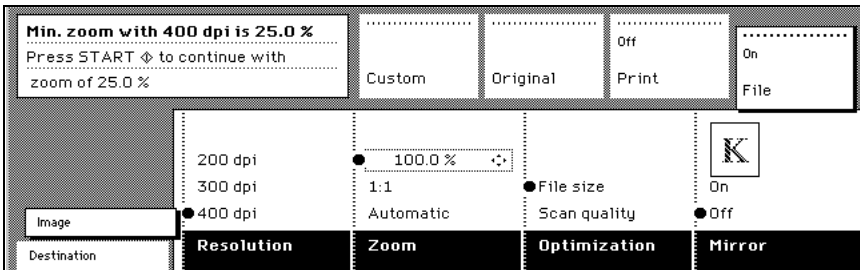 Min. zoom with 400 dpi is 25.0 %
Press START to continue with
zoom of 25.0 %
Custom
Original
Off
Print
On
File
200 dpi
300 dpi
400 dpi
Resolution
100.0 %
1:1
Automatic
Zoom
File size
Scan quality
Optimization
K
On
Off
Mirror
Image
Destination